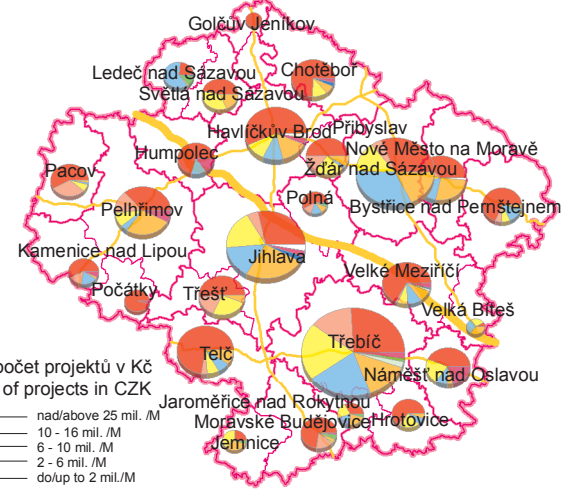 Golčův Jeníkov
Ledeč nad Sázavou
Chotěboř
Světlá nad Sázavou
Havlíčkův Brod
Přibyslav
Humpolec
Nové Město na Moravě
Žďár nad Sázavou
Pacov
Polná
Pelhřimov
Bystřice nad Pernštejnem
Kamenice nad Lipou
Jihlava
Velké Meziříčí
Počátky
Třešť
Velká Bíteš
Třebíč
Telč
Náměšť nad Oslavou
počet projektů v Kč
of projects in CZK
Jaroměřice nad Rokytnou
nad/above 25 mil. /M
Moravské Budějovice
Hrotovice
10 - 16 mil. /M
Jemnice
6 - 10 mil. /M
2 - 6 mil. /M
do/up to 2 mil./M